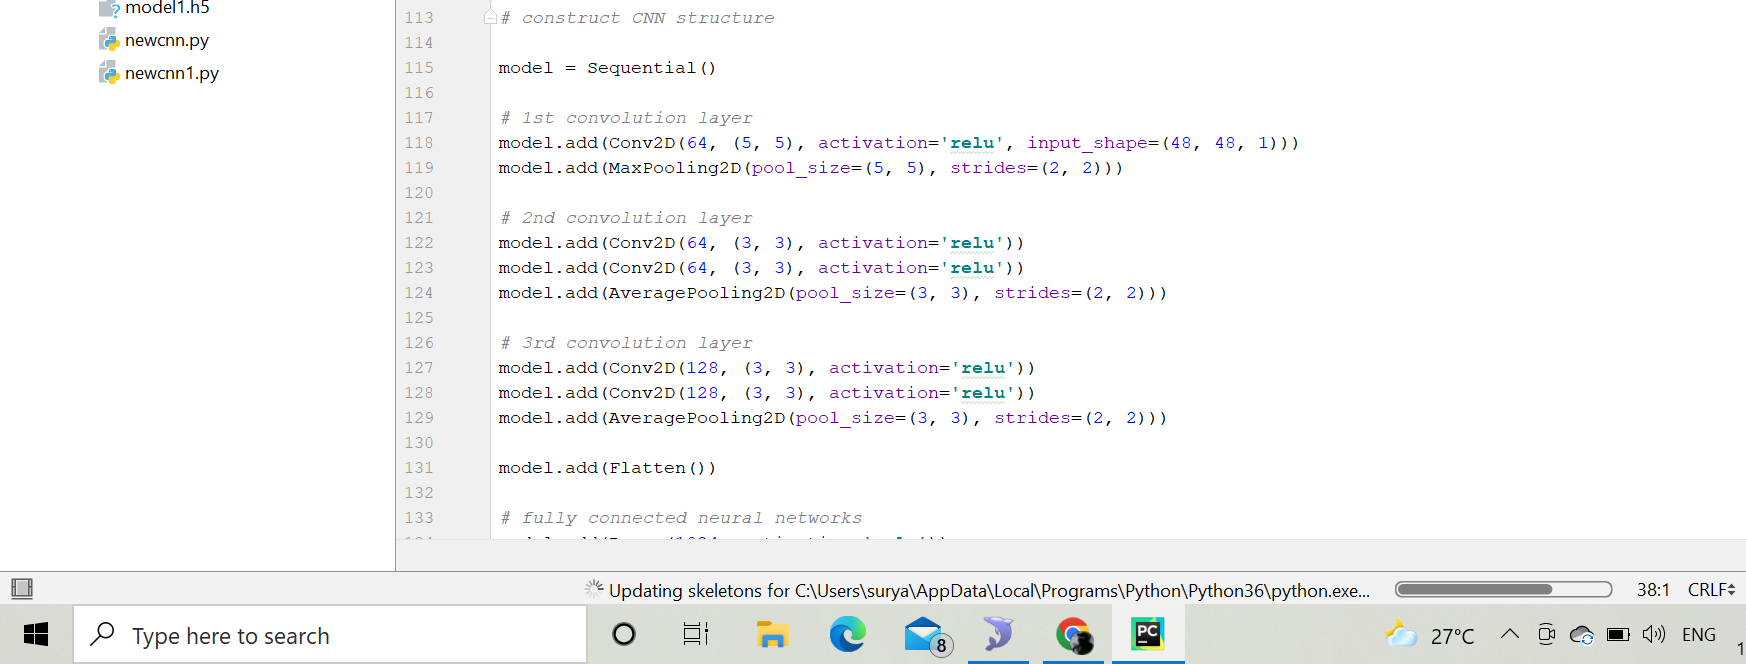 model1.h5
newcnn.py
newcnn1.py
113 # construct CNN structure
114
115 model = Sequential()
116
117 # 1st convolution layer
118 model.add(Conv2D(64, (5, 5), activation='relu', input_shape=(48, 48, 1)))
119 model.add(MaxPooling2D(pool_size=(5, 5), strides=(2, 2)))
120
121 # 2nd convolution layer
122 model.add(Conv2D(64, (3, 3), activation='relu'))
123 model.add(Conv2D(64, (3, 3), activation='relu'))
124 model.add(AveragePooling2D(pool_size=(3, 3), strides=(2, 2)))
125
126 # 3rd convolution layer
127 model.add(Conv2D(128, (3, 3), activation='relu'))
128 model.add(Conv2D(128, (3, 3), activation='relu'))
129 model.add(AveragePooling2D(pool_size=(3, 3), strides=(2, 2)))
130
131 model.add(Flatten())
132
133 # fully connected neural networks
Updating skeletons for C:\Users\surya\AppData\Local\Programs\Python\Python36\python.exe... 38:1 CRLF
Type here to search 8 PC 27°C ENG 1